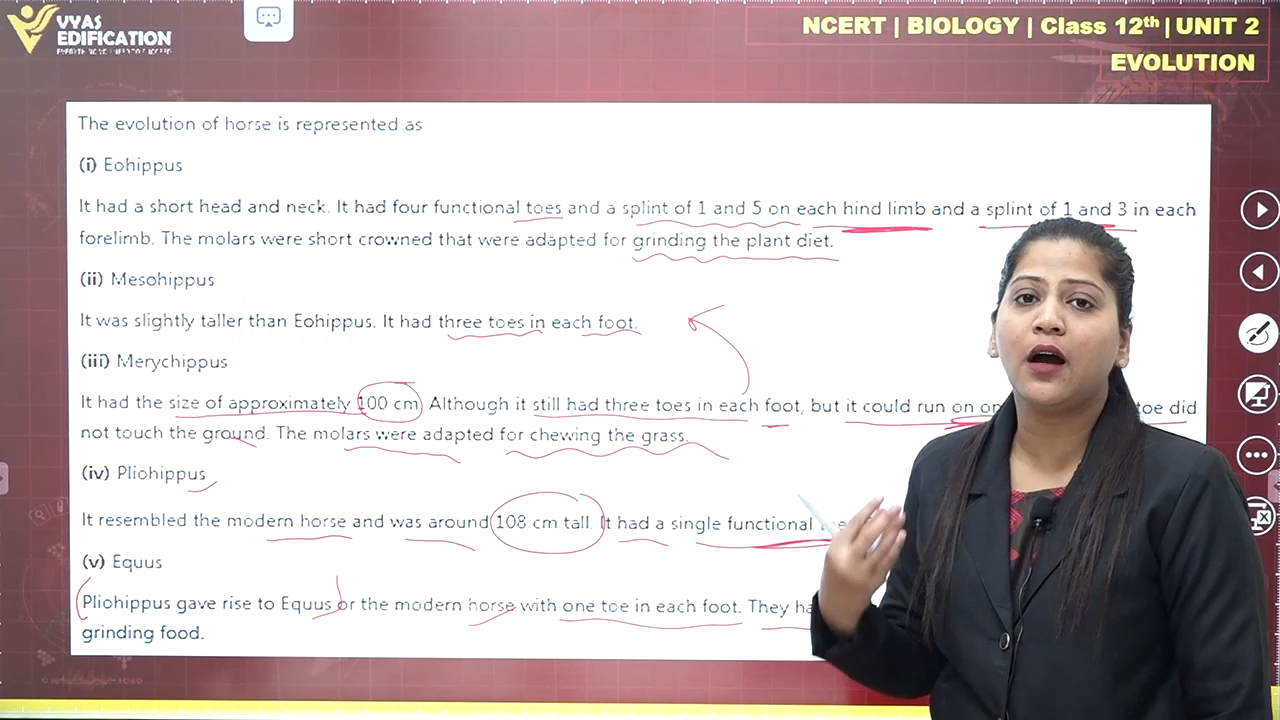 VYAS
EDIFICATION
NCERT | BIOLOGY | Class 12th | UNIT 2
EVOLUTION
The evolution of horse is represented as
(i) Eohippus
It had a short head and neck. It had four functional toes and a splint of 1 and 5 on each hind limb and a splint of 1 and 3 in each
forelimb. The molars were short crowned that were adapted for grinding the plant diet.
(ii) Mesohippus
It was slightly taller than Eohippus. It had three toes in each foot.
(iii) Merychippus
It had the size of approximately 100 cm. Although it still had three toes in each foot, but it could run on toe did
not touch the ground. The molars were adapted for chewing the grass.
(iv) Pliohippus
It resembled the modern horse and was around 108 cm tall. It had a single functional
(v) Equus
Pliohippus gave rise to Equus or the modern horse with one toe in each foot. They
grinding food.